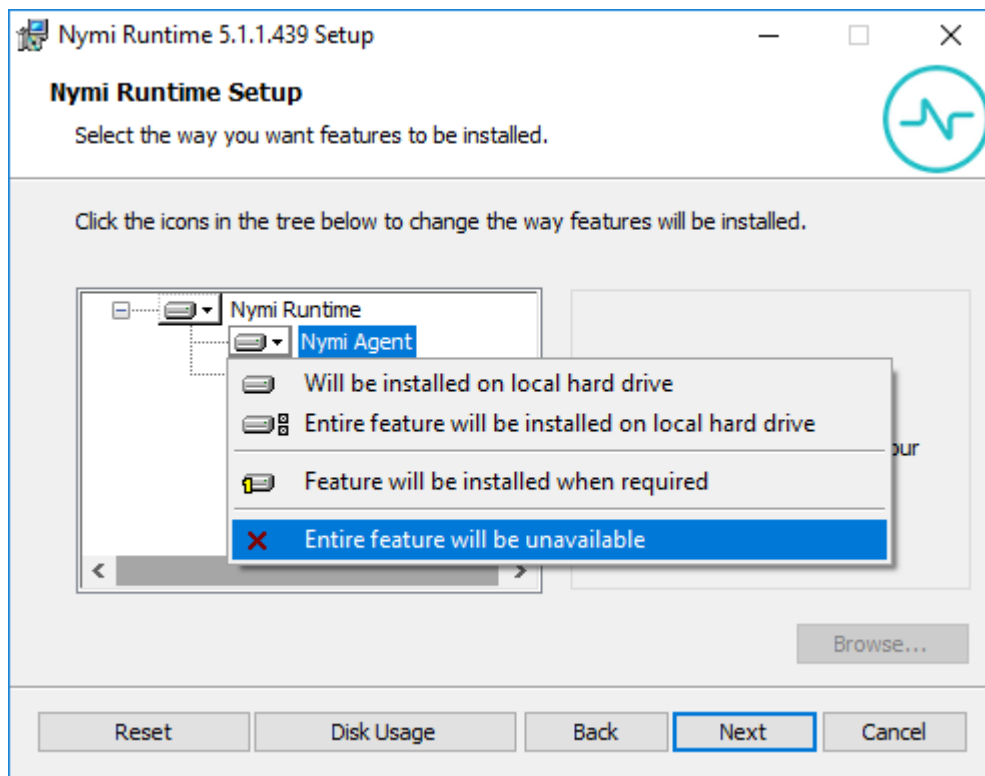 Nymi Runtime 5.1.1.439 Setup
Nymi Runtime Setup
Select the way you want features to be installed.
Click the icons in the tree below to change the way features will be installed.
Nymi Runtime
Nymi Agent
Will be installed on local hard drive
Entire feature will be installed on local hard drive
Feature will be installed when required
Entire feature will be unavailable
Browse...
Reset Disk Usage Back Next Cancel